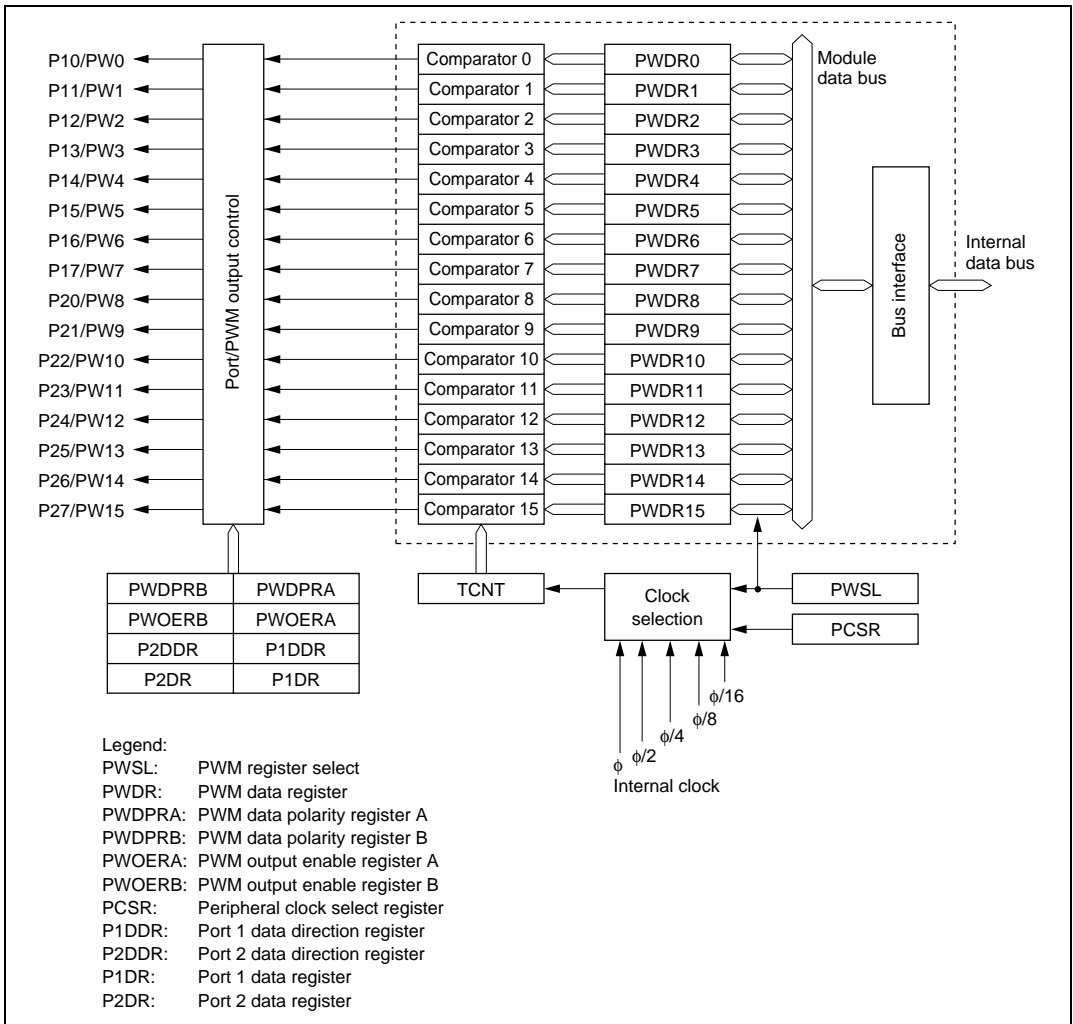 P10/PW0
P11/PW1
P12/PW2
P13/PW3
P14/PW4
P15/PW5
P16/PW6
P17/PW7
P20/PW8
P21/PW9
P22/PW10
P23/PW11
P24/PW12
P25/PW13
P26/PW14
P27/PW15
Port/PWM output control
Comparator 0
Comparator 1
Comparator 2
Comparator 3
Comparator 4
Comparator 5
Comparator 6
Comparator 7
Comparator 8
Comparator 9
Comparator 10
Comparator 11
Comparator 12
Comparator 13
Comparator 14
Comparator 15
PWDR0
PWDR1
PWDR2
PWDR3
PWDR4
PWDR5
PWDR6
PWDR7
PWDR8
PWDR9
PWDR10
PWDR11
PWDR12
PWDR13
PWDR14
PWDR15
Module
data bus
Bus interface
Internal
data bus
PWDPRB PWDPRA
PWOERB PWOERA
P2DDR P1DDR
P2DR P1DR
TCNT
Clock
selection
PWSL
PCSR
ϕ/16
ϕ/8
ϕ/4
ϕ/2
ϕ
Internal clock
Legend:
PWSL: PWM register select
PWDR: PWM data register
PWDPRA: PWM data polarity register A
PWDPRB: PWM data polarity register B
PWOERA: PWM output enable register A
PWOERB: PWM output enable register B
PCSR: Peripheral clock select register
P1DDR: Port 1 data direction register
P2DDR: Port 2 data direction register
P1DR: Port 1 data register
P2DR: Port 2 data register